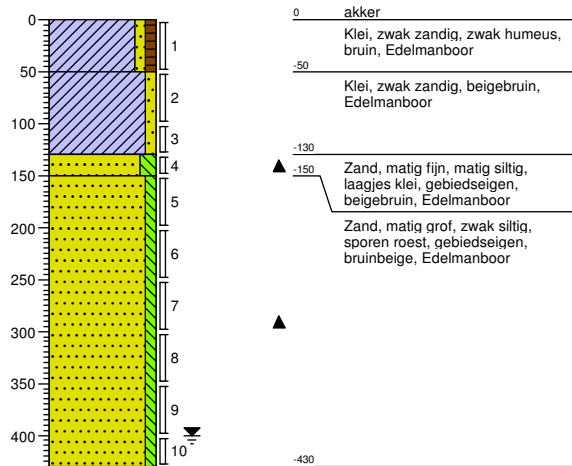 0
50
100
150
200
250
300
350
400
1
2
3
4
5
6
7
8
9
10
0 akker
Klei, zwak zandig, zwak humeus,
bruin, Edelmanboor
-50
Klei, zwak zandig, beigebruin,
Edelmanboor
-130
Zand, matig fijn, matig siltig,
laagjes klei, gebiedseigen,
beigebruin, Edelmanboor
-150
Zand, matig grof, zwak siltig,
sporen roest, gebiedseigen,
bruinbeige, Edelmanboor
-430